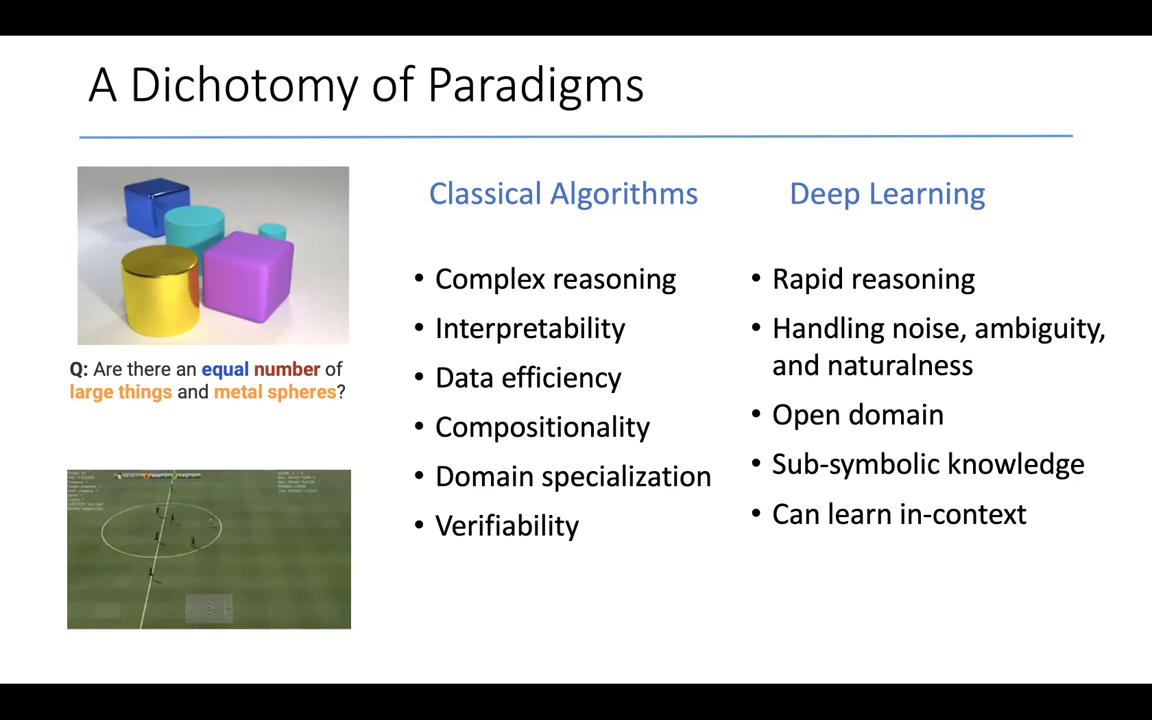 A Dichotomy of Paradigms
Q: Are there an equal number of
large things and metal spheres?
Classical Algorithms
• Complex reasoning
• Interpretability
• Data efficiency
• Compositionality
• Domain specialization
• Verifiability
Deep Learning
• Rapid reasoning
• Handling noise, ambiguity,
and naturalness
• Open domain
• Sub-symbolic knowledge
• Can learn in-context